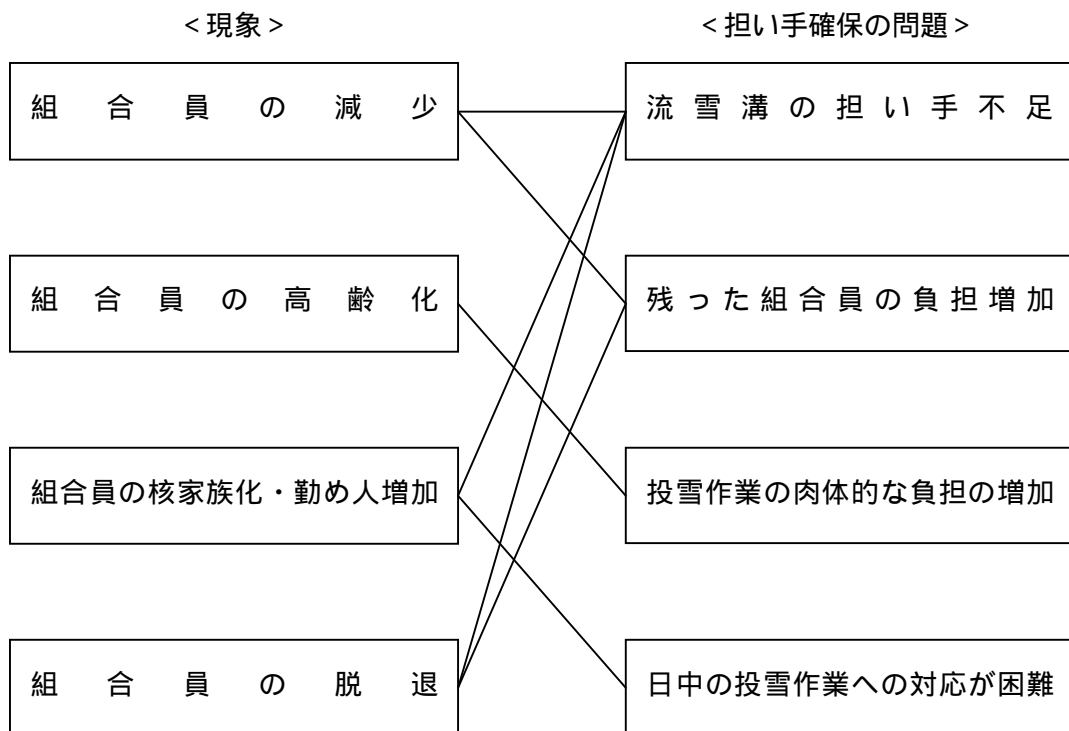 <現象>
<担い手確保の問題>
組合員の減少
流雪溝の担い手不足
組合員の高齢化
残った組合員の負担増加
組合員の核家族化・勤め人増加
投雪作業の肉体的な負担の増加
組合員の脱退
日中の投雪作業への対応が困難